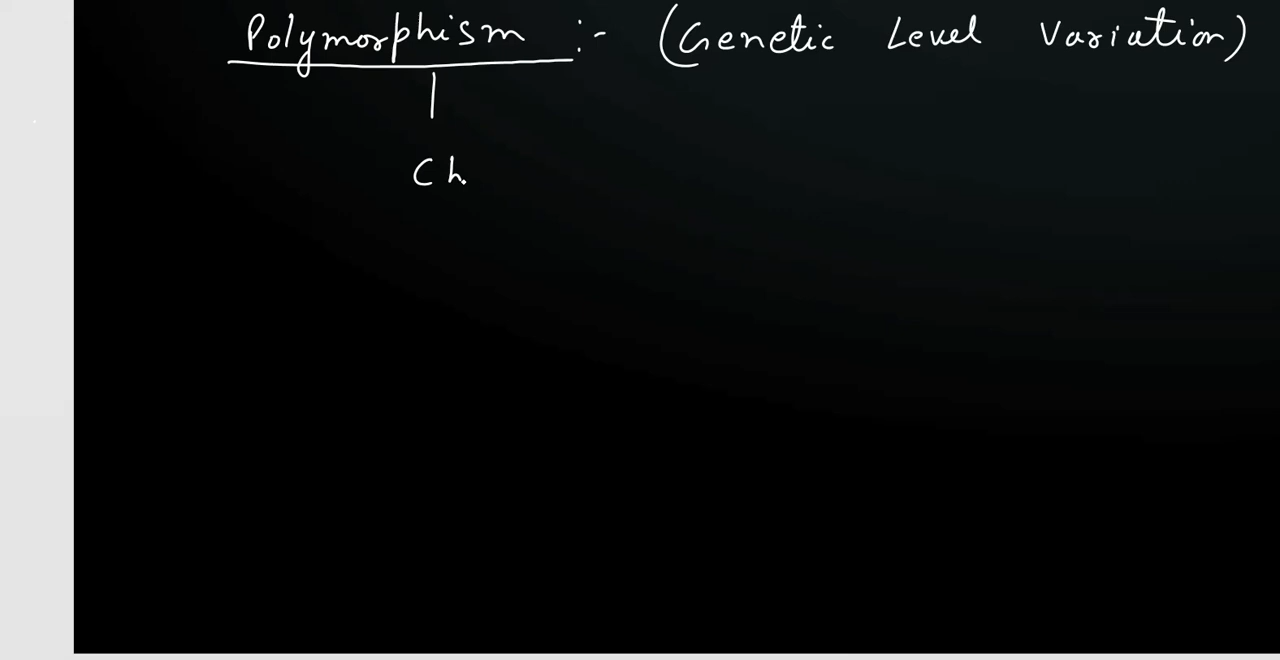 Polymorphism :- (Genetic Level Variation)
Ch